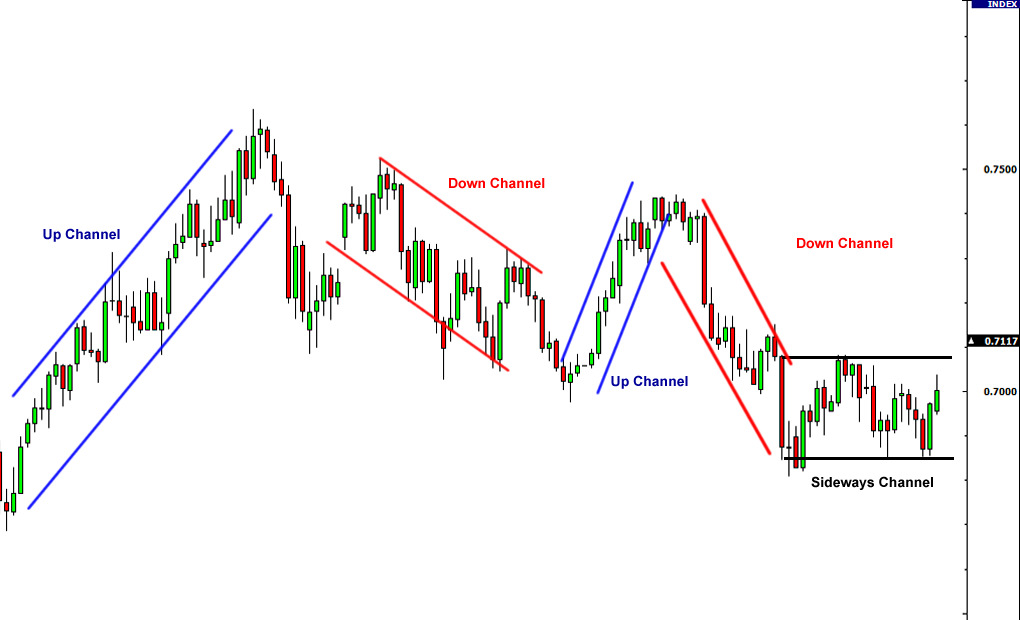 INDEX
0.7500
Down Channel
Up Channel
Down Channel
0.7117
Up Channel
0.7000
Sideways Channel